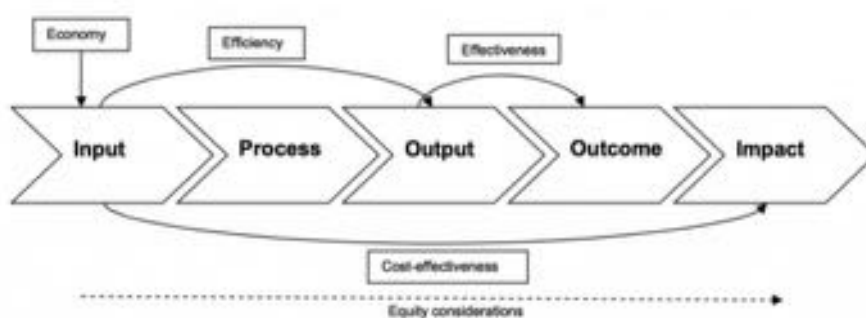 Economy
Efficiency
Effectiveness
Input
Process
Output
Outcome
Impact
Cost-effectiveness
Equity considerations